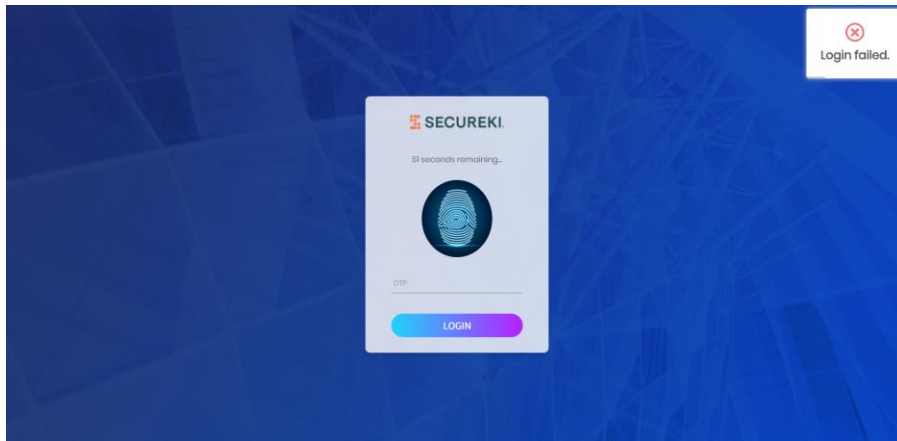 Login failed.
SECUREKI.
51 seconds remaining...
OTP
LOGIN